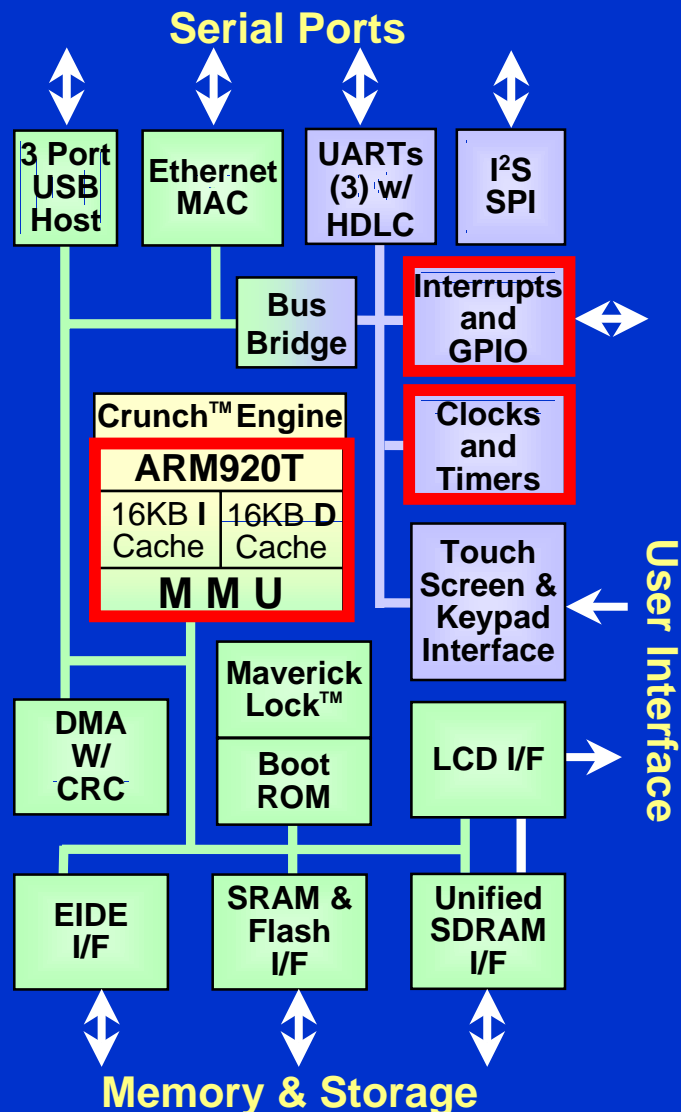 Serial Ports
3 Port
USB
Host
Ethernet
MAC
UARTs
(3) w/
HDLC
I²S
SPI
Bus
Bridge
Interrupts
and
GPIO
Crunch™ Engine
ARM920T
16KB I
Cache
16KB D
Cache
M M U
Clocks
and
Timers
Touch
Screen &
Keypad
Interface
User Interface
Maverick
Lock™
Boot
ROM
DMA
W/
CRC
LCD I/F
EIDE
I/F
SRAM &
Flash
I/F
Unified
SDRAM
I/F
Memory & Storage